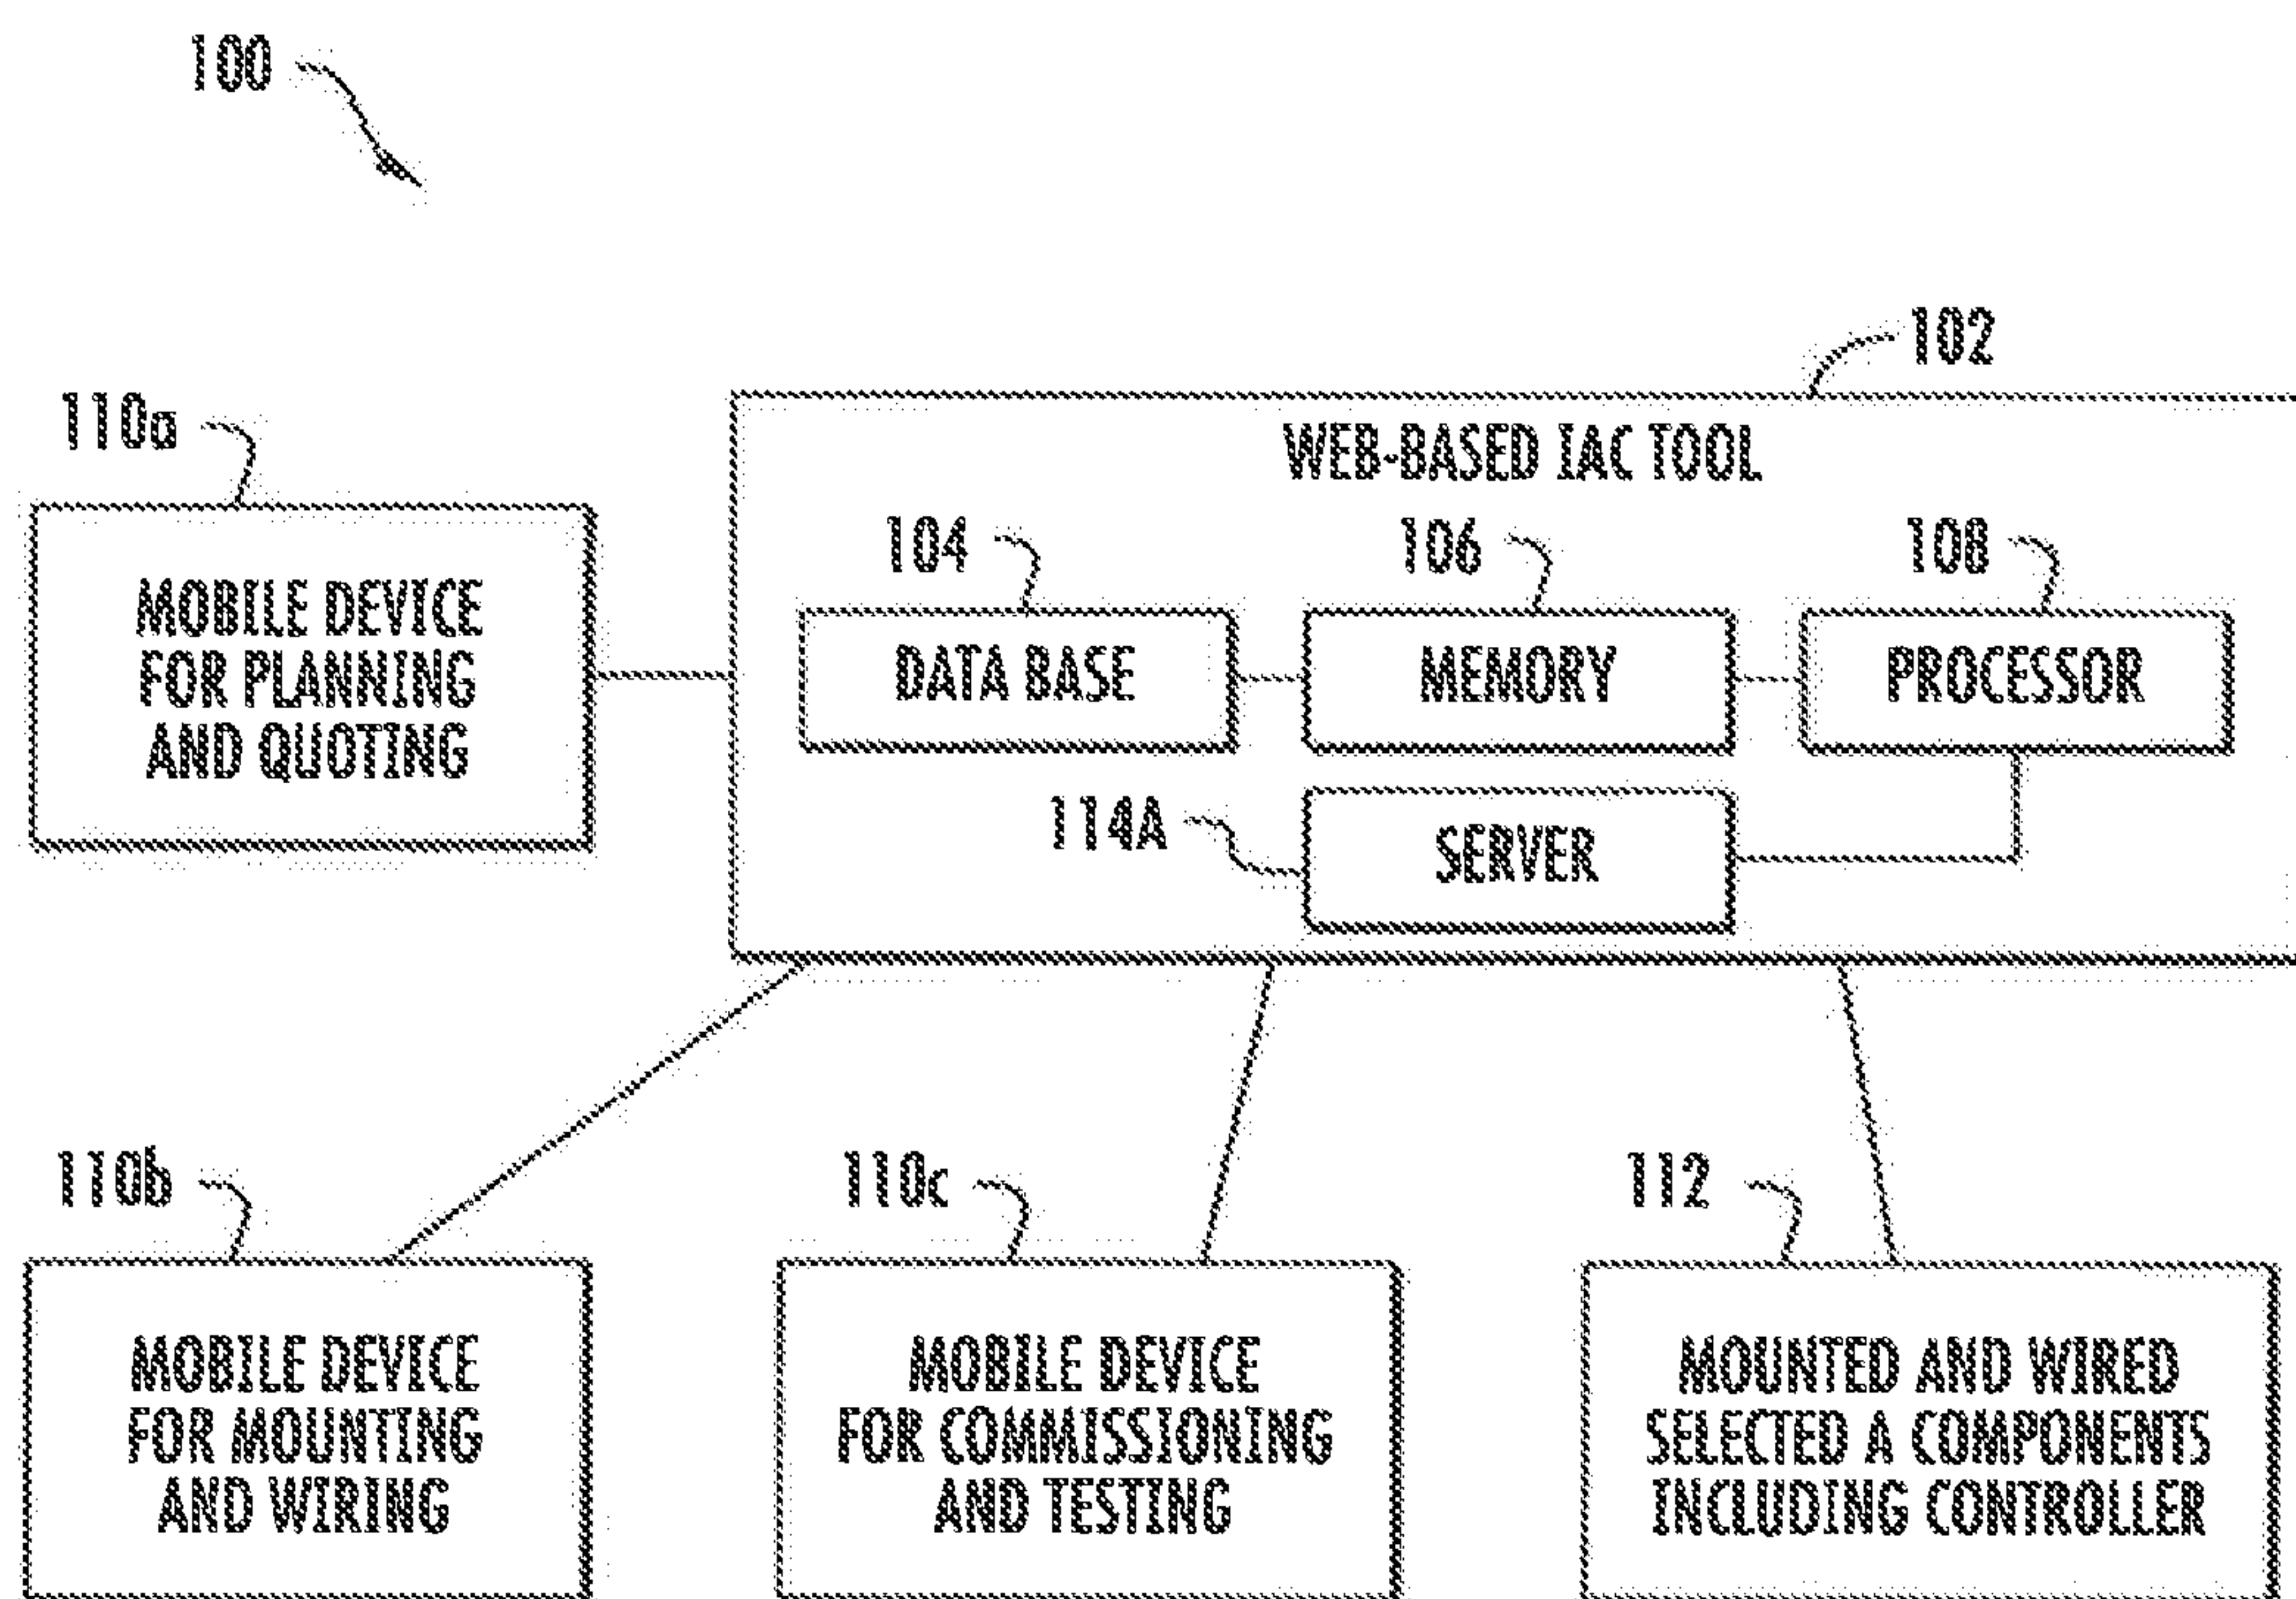 100
102
110a
WEB-BASED IAC TOOL
104
106
108
MOBILE DEVICE
FOR PLANNING
AND QUOTING
DATA BASE
MEMORY
PROCESSOR
114A
SERVER
110b
110c
112
MOBILE DEVICE
FOR MOUNTING
AND WIRING
MOBILE DEVICE
FOR COMMISSIONING
AND TESTING
MOUNTED AND WIRED
SELECTED A COMPONENTS
INCLUDING CONTROLLER